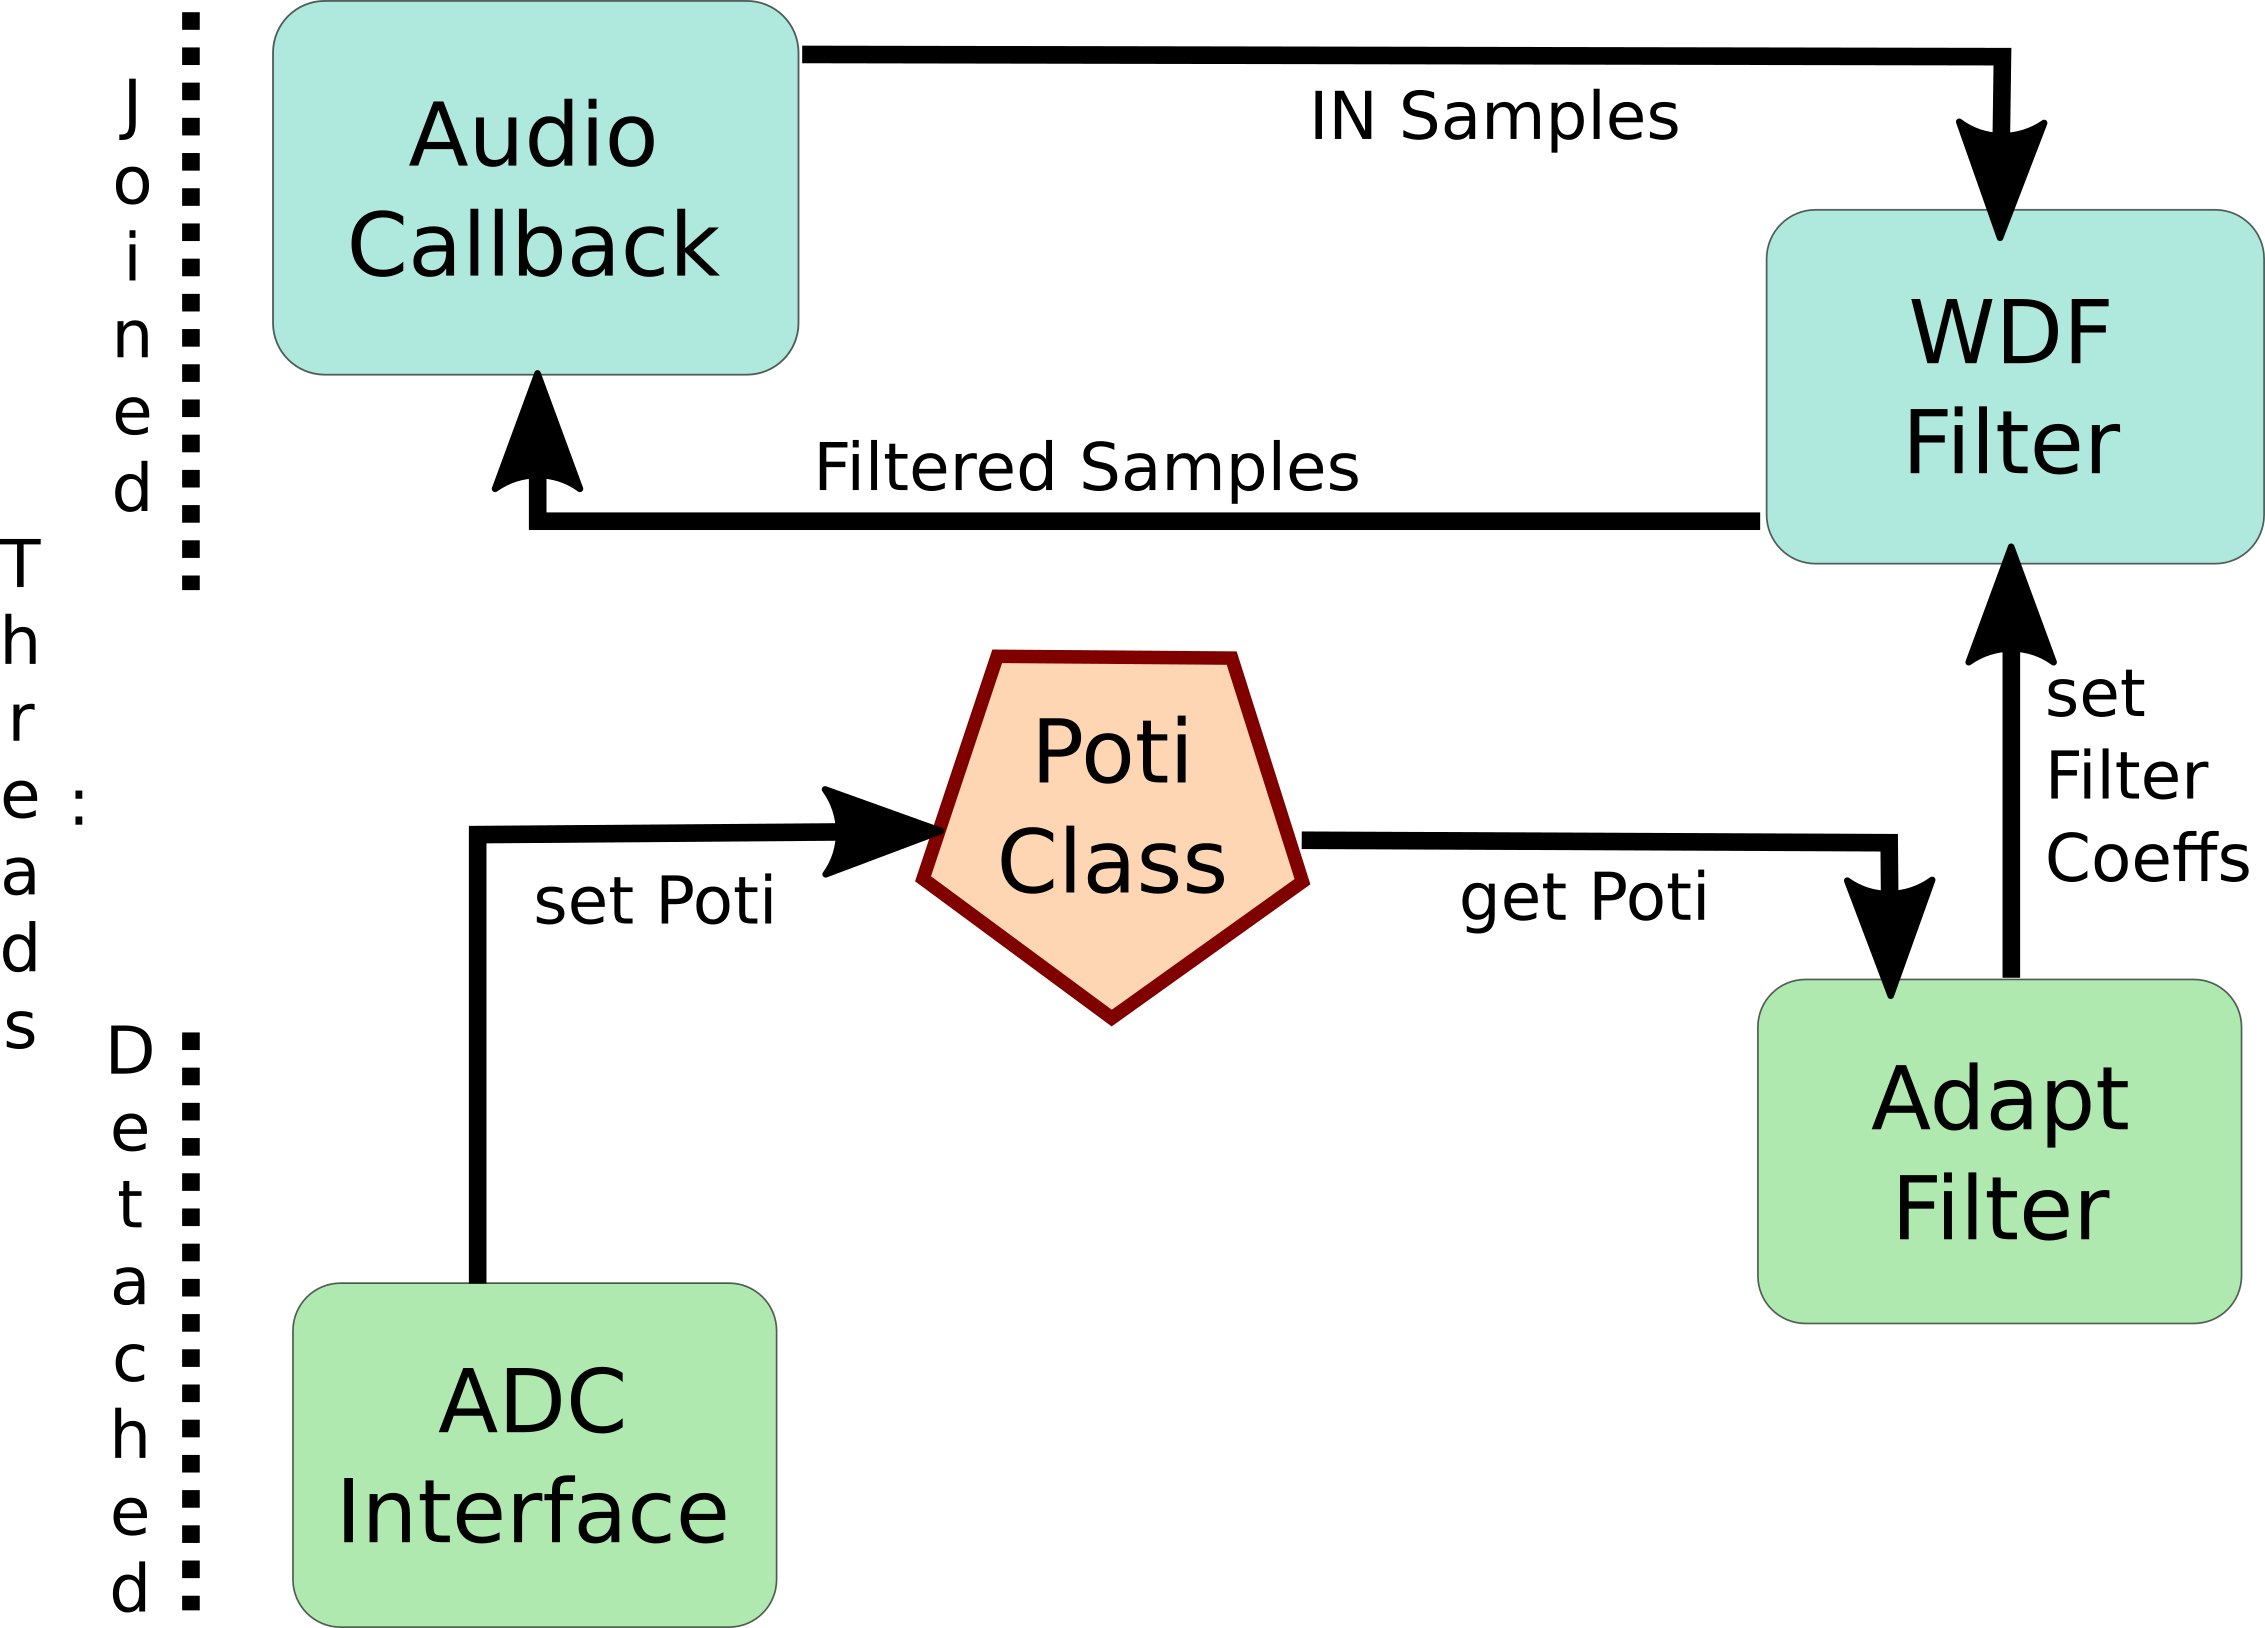 Threads
:
Joined
Audio
Callback
IN Samples
WDF
Filter
Filtered Samples
Poti
Class
set Poti
get Poti
set
Filter
Coeffs
Detached
Adapt
Filter
ADC
Interface